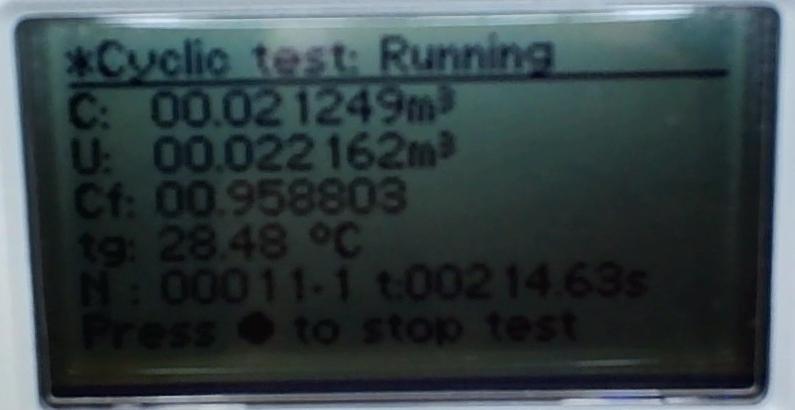 *Cyclic test: Running
C: 00.021249m³
U: 00.022162m³
Cf: 00.958803
tg: 28.48 °C
N : 00011-1 t:00214.63s
Press ● to stop test